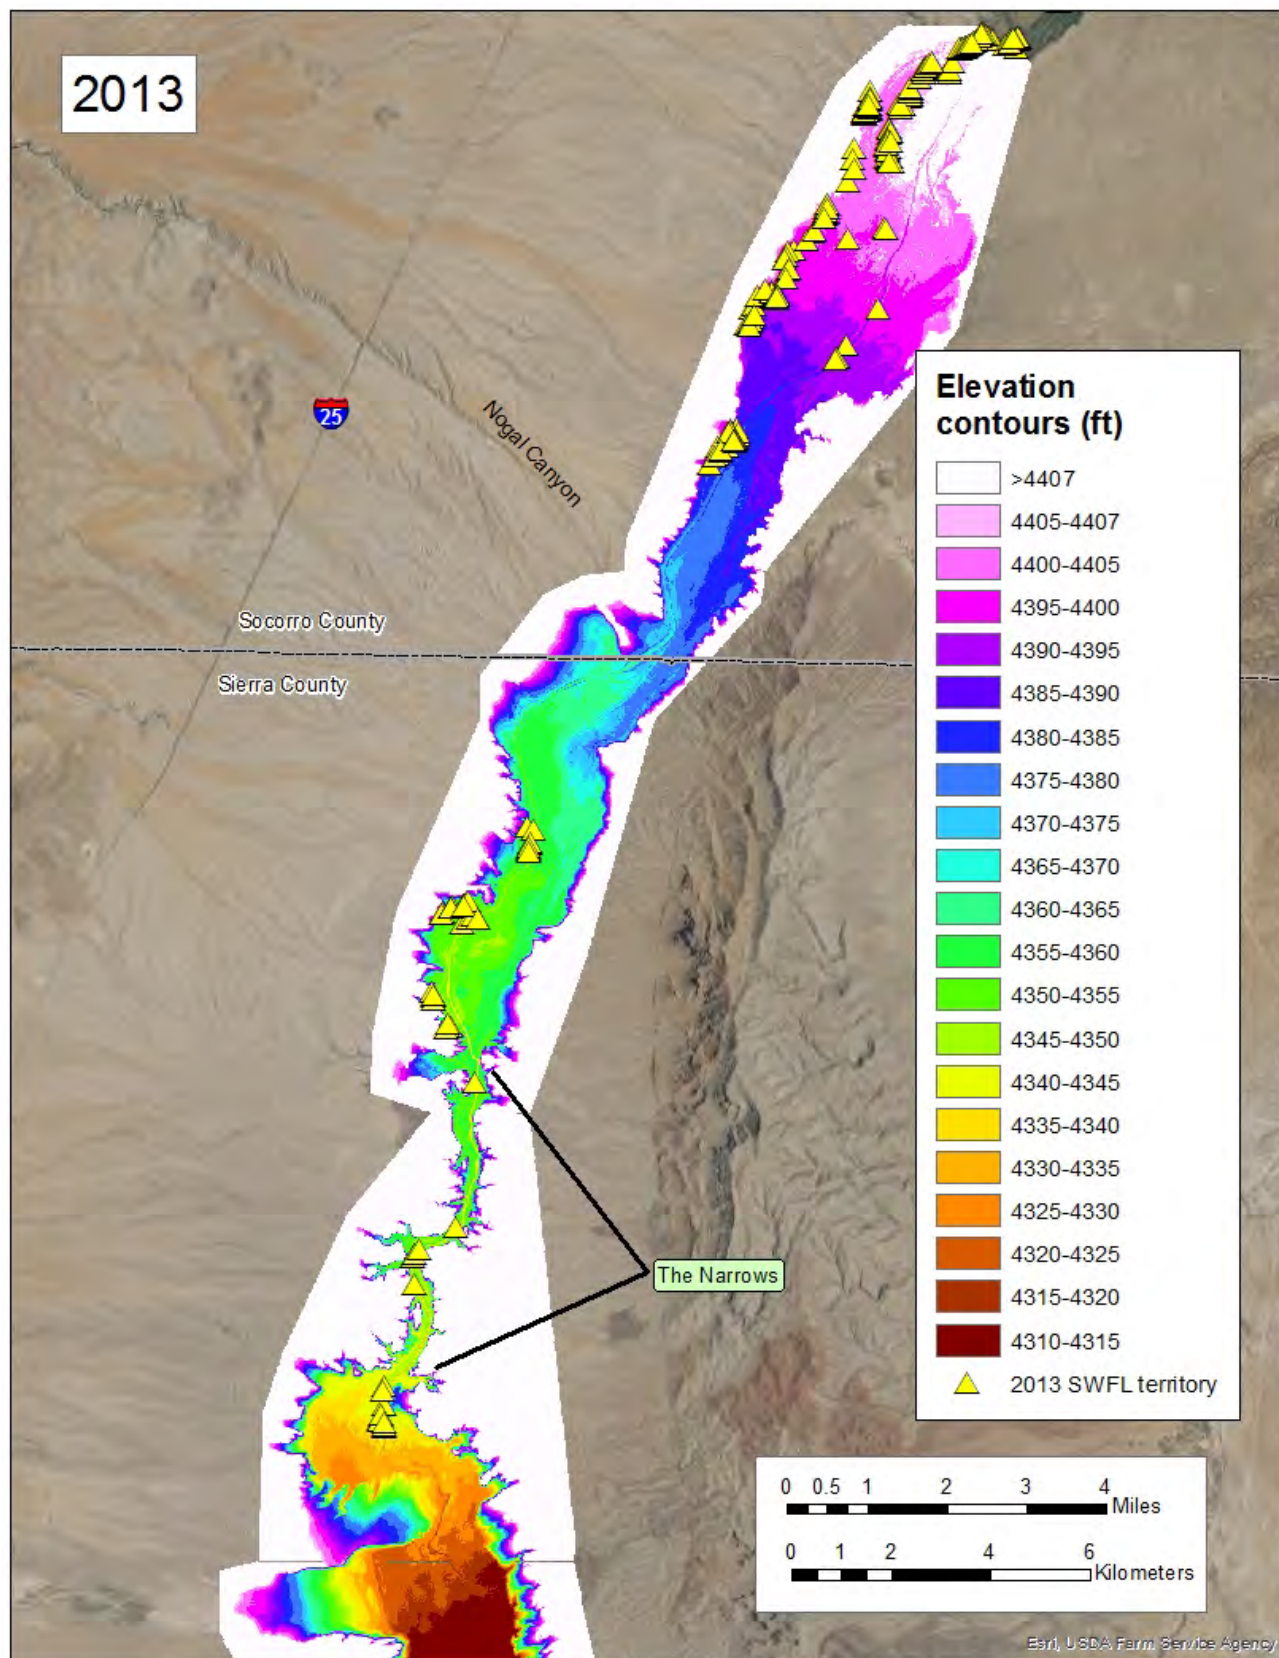 2013
25
Nogal Canyon
Socorro County
Sierra County
The Narrows
Elevation
contours (ft)
>4407
4405-4407
4400-4405
4395-4400
4390-4395
4385-4390
4380-4385
4375-4380
4370-4375
4365-4370
4360-4365
4355-4360
4350-4355
4345-4350
4340-4345
4335-4340
4330-4335
4325-4330
4320-4325
4315-4320
4310-4315
2013 SWFL territory
0 0.5 1 2 3 4
Miles
0 1 2 4 6
Kilometers
Esri, USDA Farm Service Agency